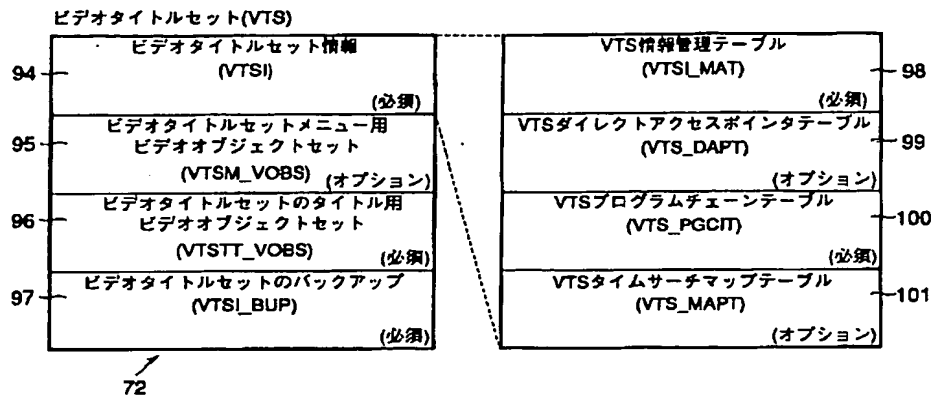 ビデオタイトルセット(VTS)
ビデオタイトルセット情報
(VTSI)
(必須)
94
ビデオタイトルセットメニュー用
ビデオオブジェクトセット
(VTSM_VOBS)
(オプション)
95
ビデオタイトルセットのタイトル用
ビデオオブジェクトセット
(VTSTT_VOBS)
(必須)
96
ビデオタイトルセットのバックアップ
(VTSI_BUP)
(必須)
97
72
VTS情報管理テーブル
(VTSI_MAT)
(必須)
98
VTSダイレクトアクセスポインタテーブル
(VTS_DAPT)
(オプション)
99
VTSプログラムチェーンテーブル
(VTS_PGCIT)
(必須)
100
VTSタイムサーチマップテーブル
(VTS_MAPT)
(オプション)
101